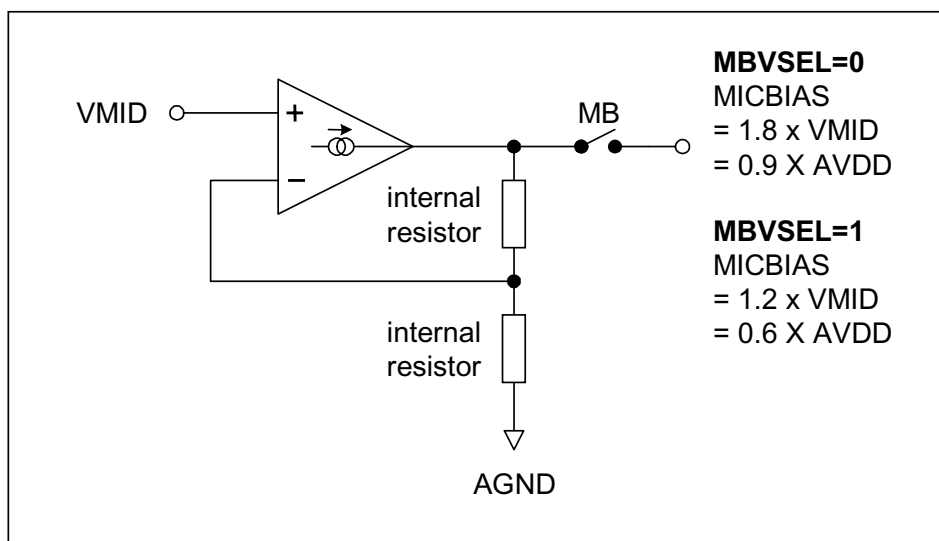 VMID
+
−
MB
internal
resistor
internal
resistor
AGND
MBVSEL=0
MICBIAS
= 1.8 x VMID
= 0.9 X AVDD
MBVSEL=1
MICBIAS
= 1.2 x VMID
= 0.6 X AVDD